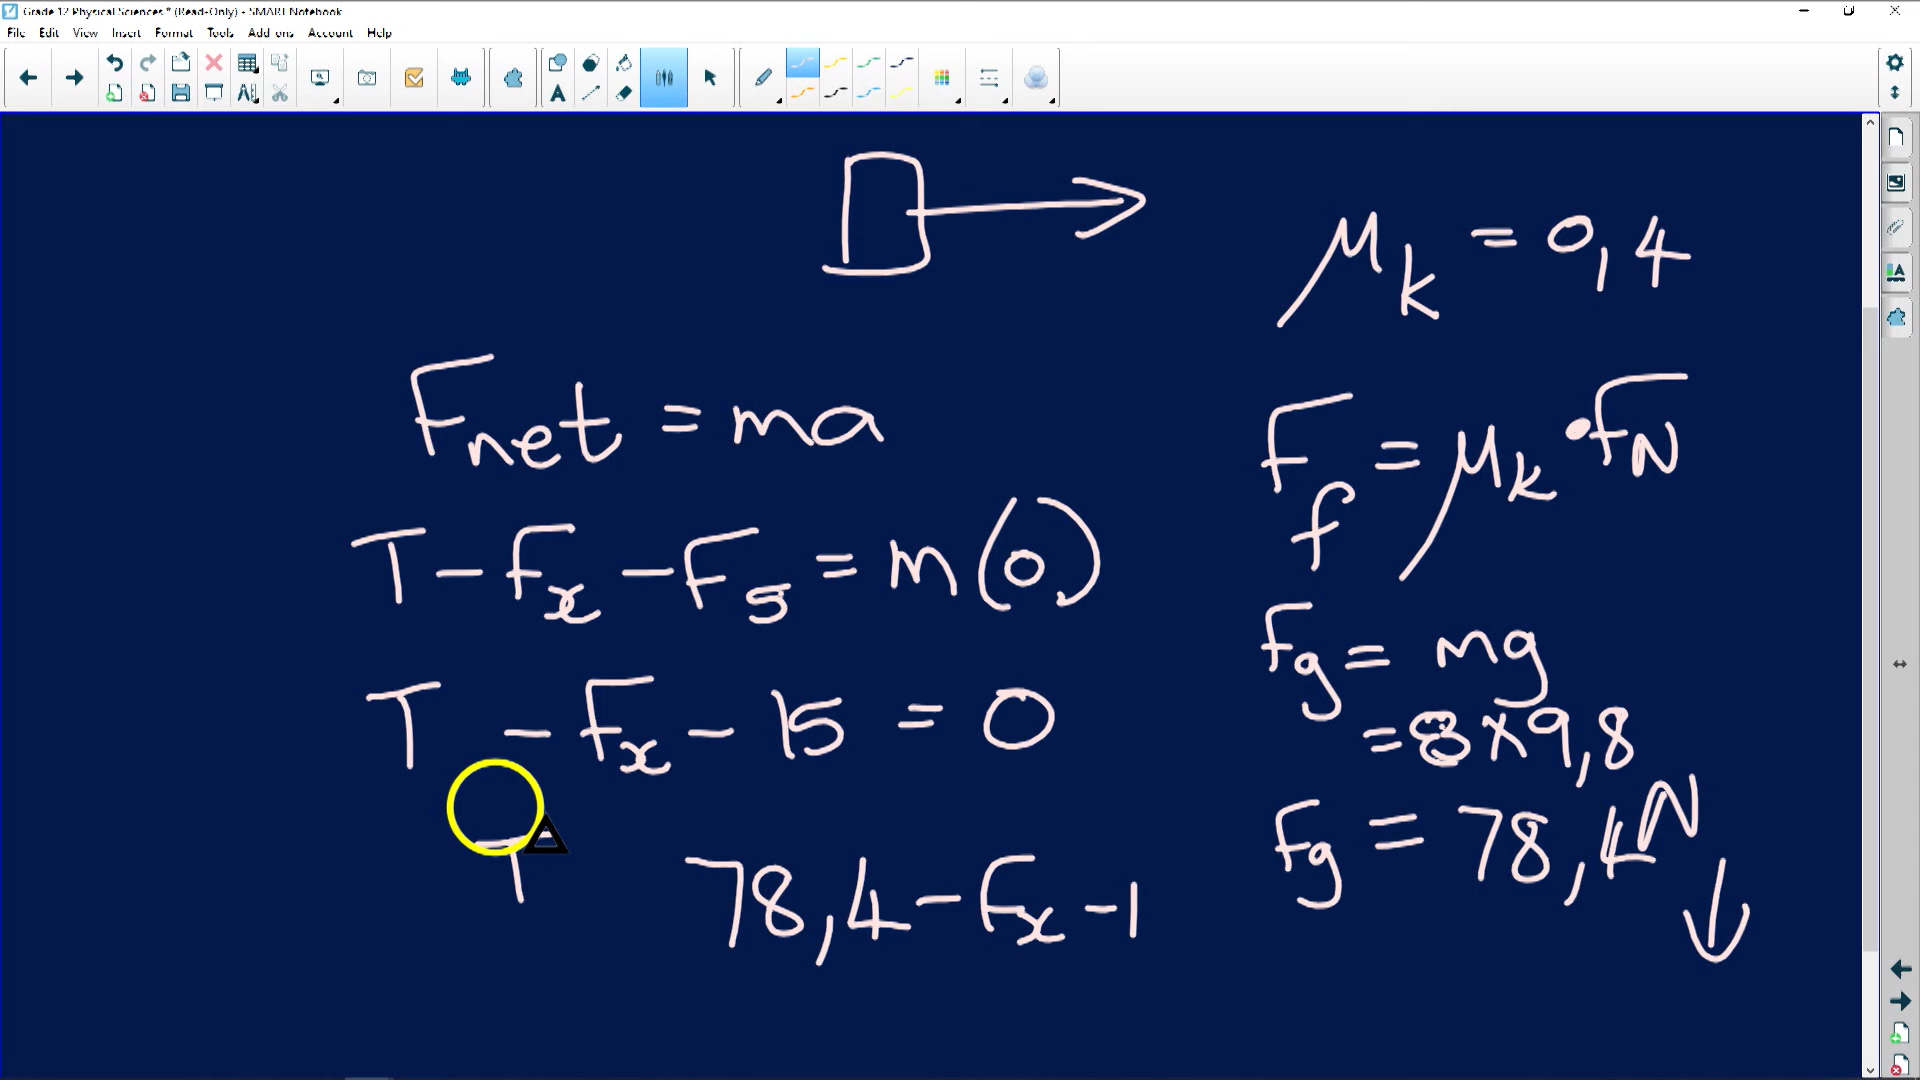 Grade 12 Physical Sciences * (Read-Only) - SMART Notebook
File Edit View Insert Format Tools Add-ons Account Help
μk = 0,4
Fnet = ma
Ff = μk • FN
T - Fx - Fs = m(0)
Fg = mg
T - Fx - 15 = 0
= 8 × 9,8
Fg = 78,4 N ↓
T 78,4 - Fx - 1